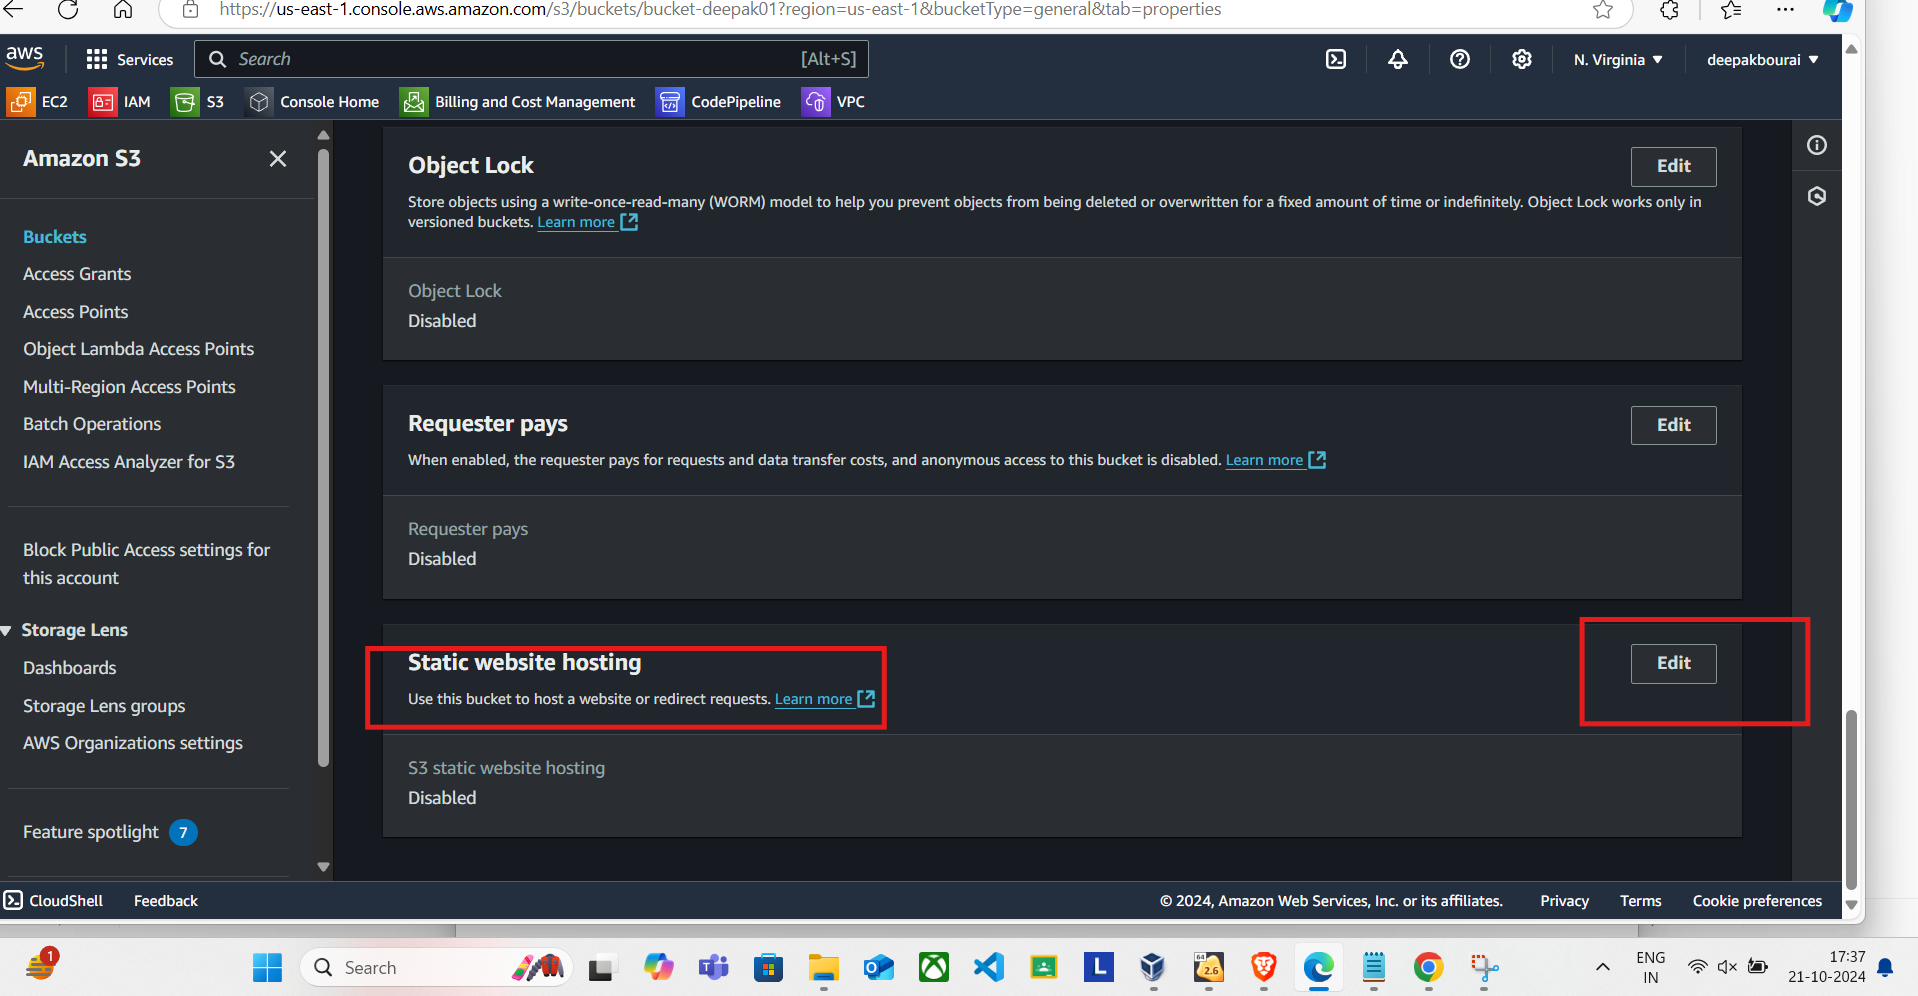 https://us-east-1.console.aws.amazon.com/s3/buckets/bucket-deepak01?region=us-east-1&bucketType=general&tab=properties
aws
Services
Search
[Alt+S]
N. Virginia
deepakbourai
EC2
IAM
S3
Console Home
Billing and Cost Management
CodePipeline
VPC
Amazon S3
Buckets
Access Grants
Access Points
Object Lambda Access Points
Multi-Region Access Points
Batch Operations
IAM Access Analyzer for S3
Block Public Access settings for
this account
Storage Lens
Dashboards
Storage Lens groups
AWS Organizations settings
Feature spotlight 7
Object Lock
Edit
Store objects using a write-once-read-many (WORM) model to help you prevent objects from being deleted or overwritten for a fixed amount of time or indefinitely. Object Lock works only in
versioned buckets. Learn more
Object Lock
Disabled
Requester pays
Edit
When enabled, the requester pays for requests and data transfer costs, and anonymous access to this bucket is disabled. Learn more
Requester pays
Disabled
Static website hosting
Edit
Use this bucket to host a website or redirect requests. Learn more
S3 static website hosting
Disabled
CloudShell
Feedback
© 2024, Amazon Web Services, Inc. or its affiliates.
Privacy
Terms
Cookie preferences
1
Search
L
64
2.6
ENG
IN
17:37
21-10-2024